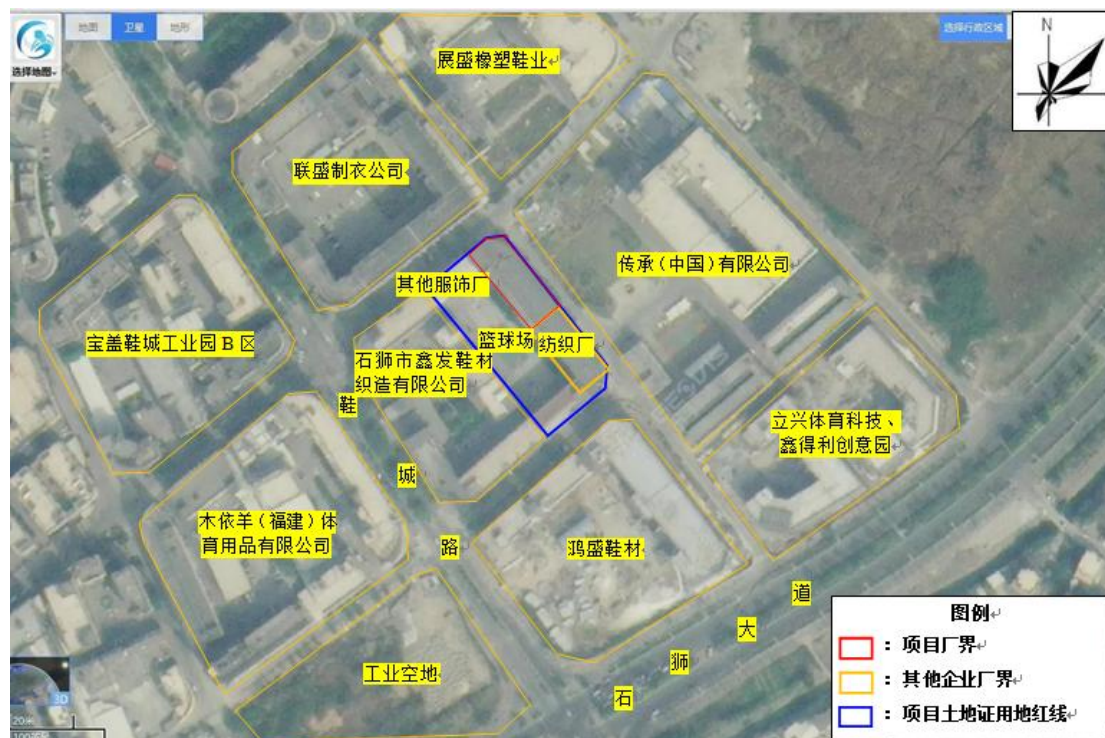 地图 卫星 地形
选择行政区域
选择地图
N
展盛橡塑鞋业
联盛制衣公司
传承（中国）有限公司
其他服饰厂
宝盖鞋城工业园 B 区
篮球场
纺织厂
石狮市鑫发鞋材
织造有限公司
鞋
城
路
立兴体育科技、
鑫得利创意园
木依羊（福建）体
育用品有限公司
鸿盛鞋材
工业空地
道
大
狮
石
3D
20米
图例
：项目厂界
：其他企业厂界
：项目土地证用地红线